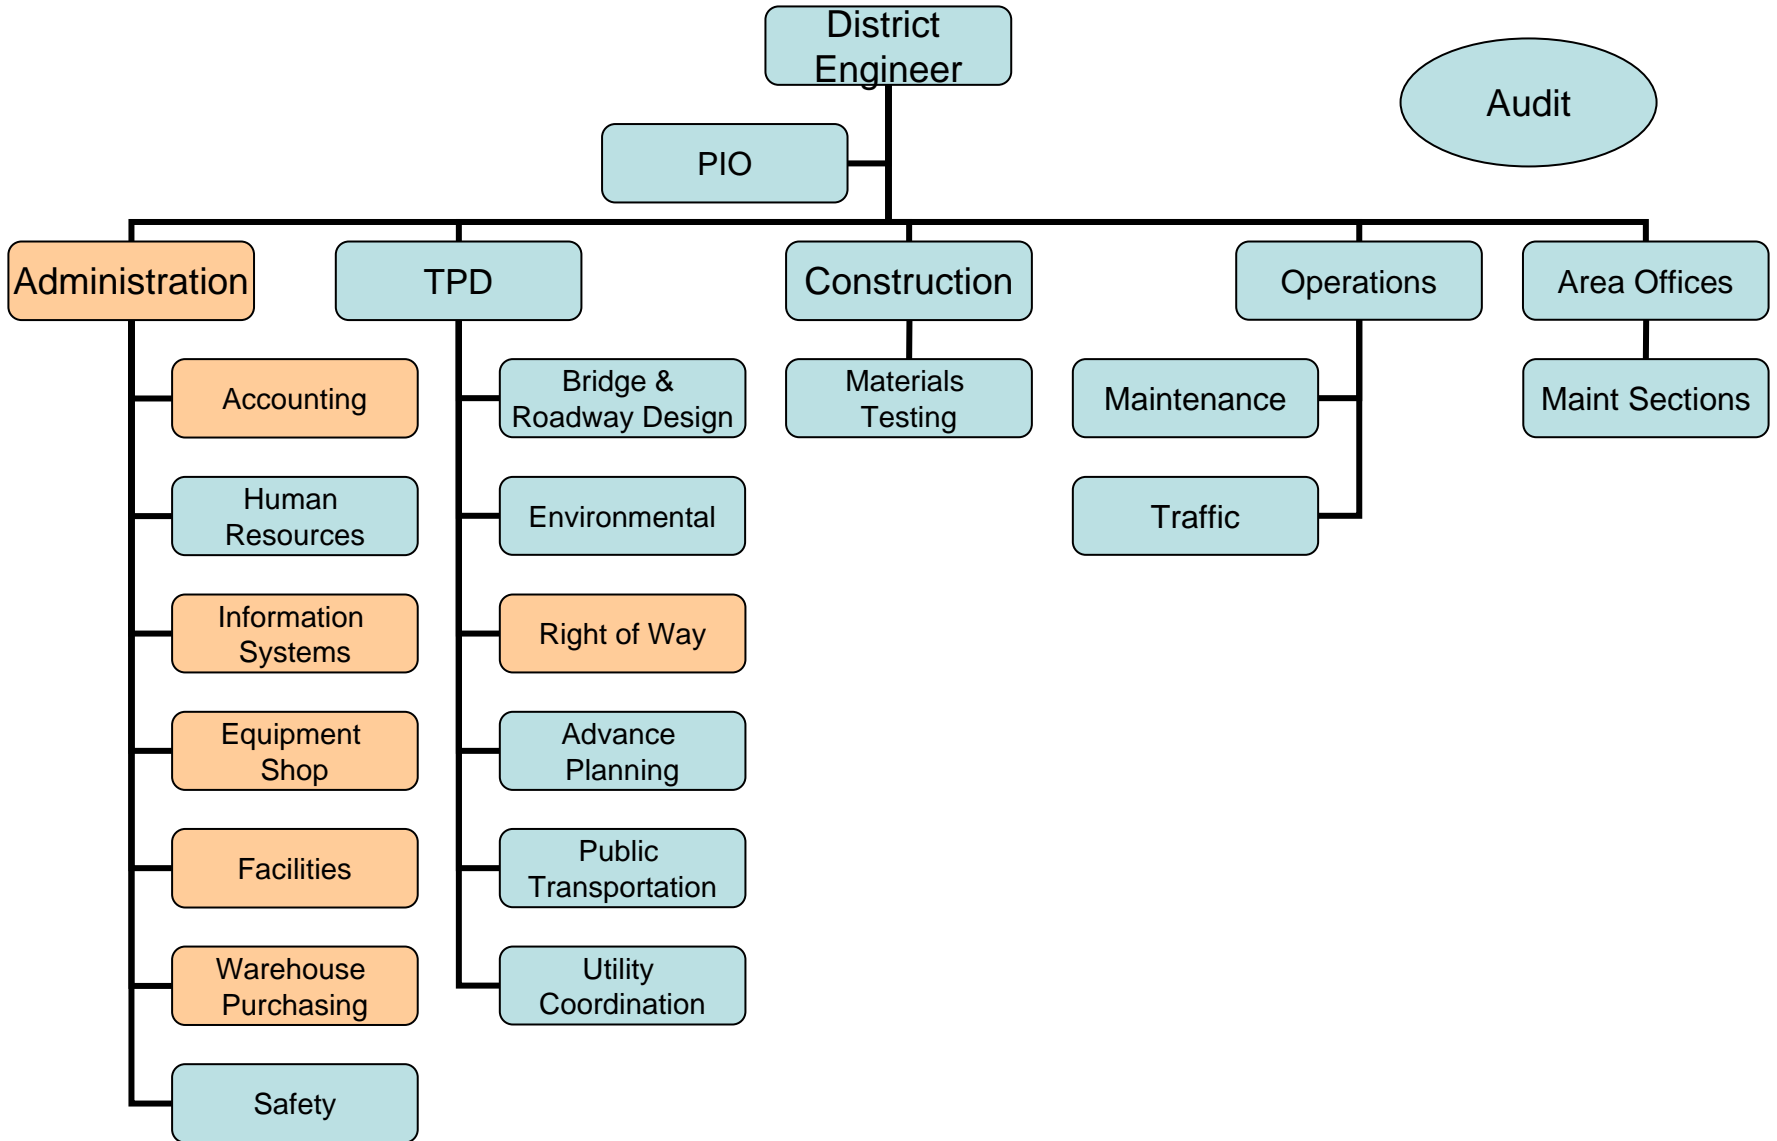 District
Engineer
Audit
PIO
Administration
TPD
Construction
Operations
Area Offices
Accounting
Bridge &
Roadway Design
Materials
Testing
Maintenance
Maint Sections
Human
Resources
Environmental
Traffic
Information
Systems
Right of Way
Equipment
Shop
Advance
Planning
Facilities
Public
Transportation
Warehouse
Purchasing
Utility
Coordination
Safety